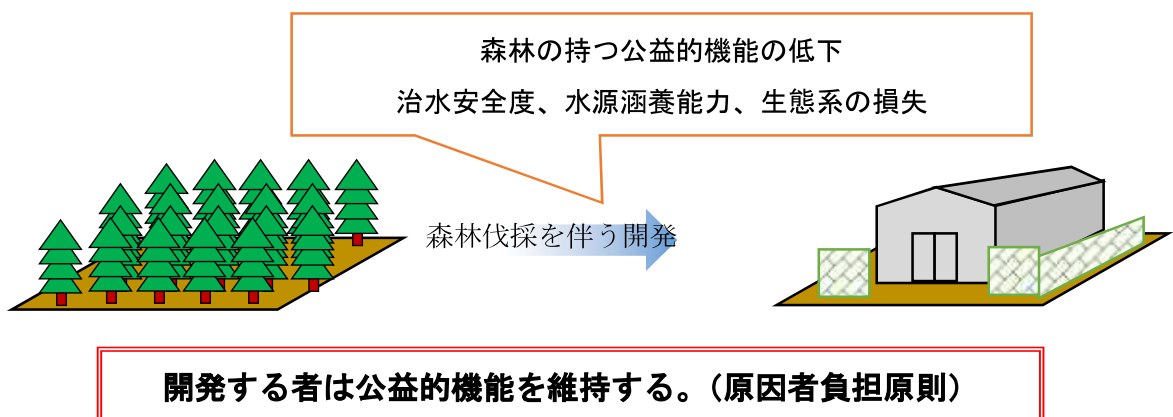 森林の持つ公益的機能の低下
治水安全度、水源涵養能力、生態系の損失
森林伐採を伴う開発
開発する者は公益的機能を維持する。(原因者負担原則)